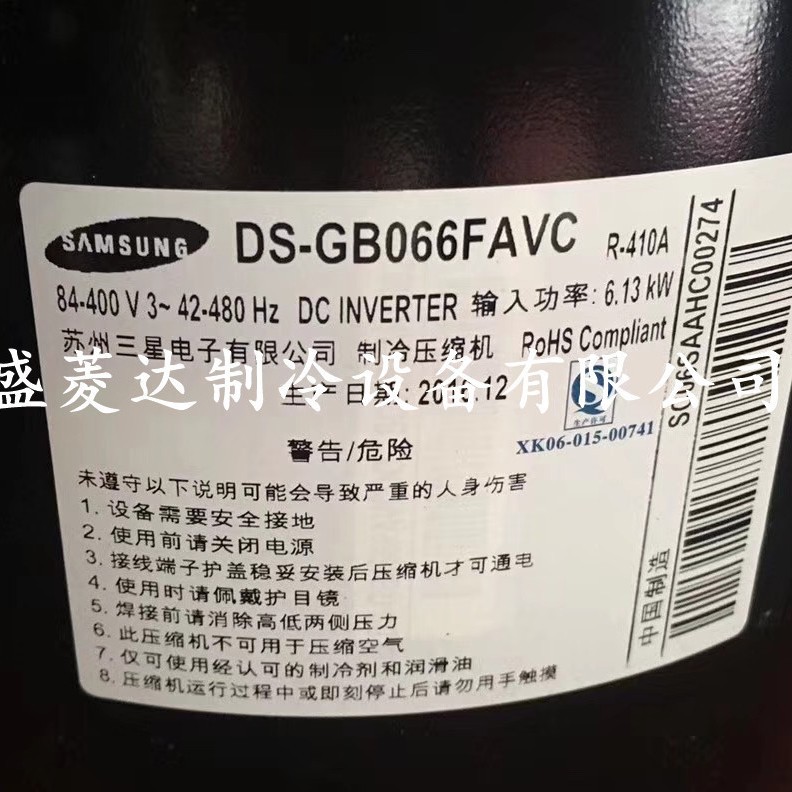 SAMSUNG DS-GB066FAVC R-410A
84-400 V 3~ 42-480 Hz DC INVERTER 输入功率: 6.13 kW
苏州三星电子有限公司 制冷压缩机 RoHS Compliant
盛菱达制冷设备有限公司
生产日期:
生产许可
XK06-015-00741
警告/危险
未遵守以下说明可能会导致严重的人身伤害
1. 设备需要安全接地
2. 使用前请关闭电源
3. 接线端子护盖稳妥安装后压缩机才可通电
4. 使用时请佩戴护目镜
5. 焊接前请消除高低两侧压力
6. 此压缩机不可用于压缩空气
7. 仅可使用经认可的制冷剂和润滑油
8. 压缩机运行过程中或即刻停止后请勿用手触摸
中国制造